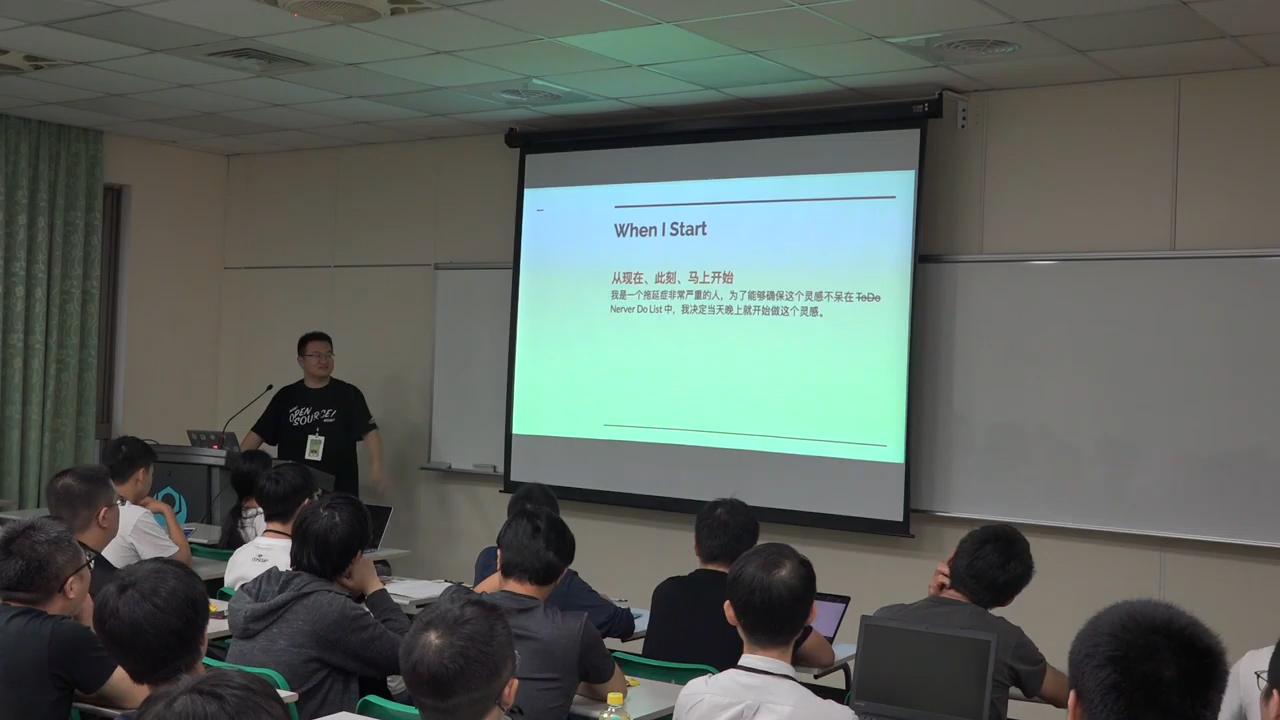 When I Start
从现在、此刻、马上开始
我是一个拖延症非常严重的人，为了能够确保这个灵感不呆在 ToDo
Nerver Do List 中，我决定当天晚上就开始做这个灵感。
OPEN
SOURCE!